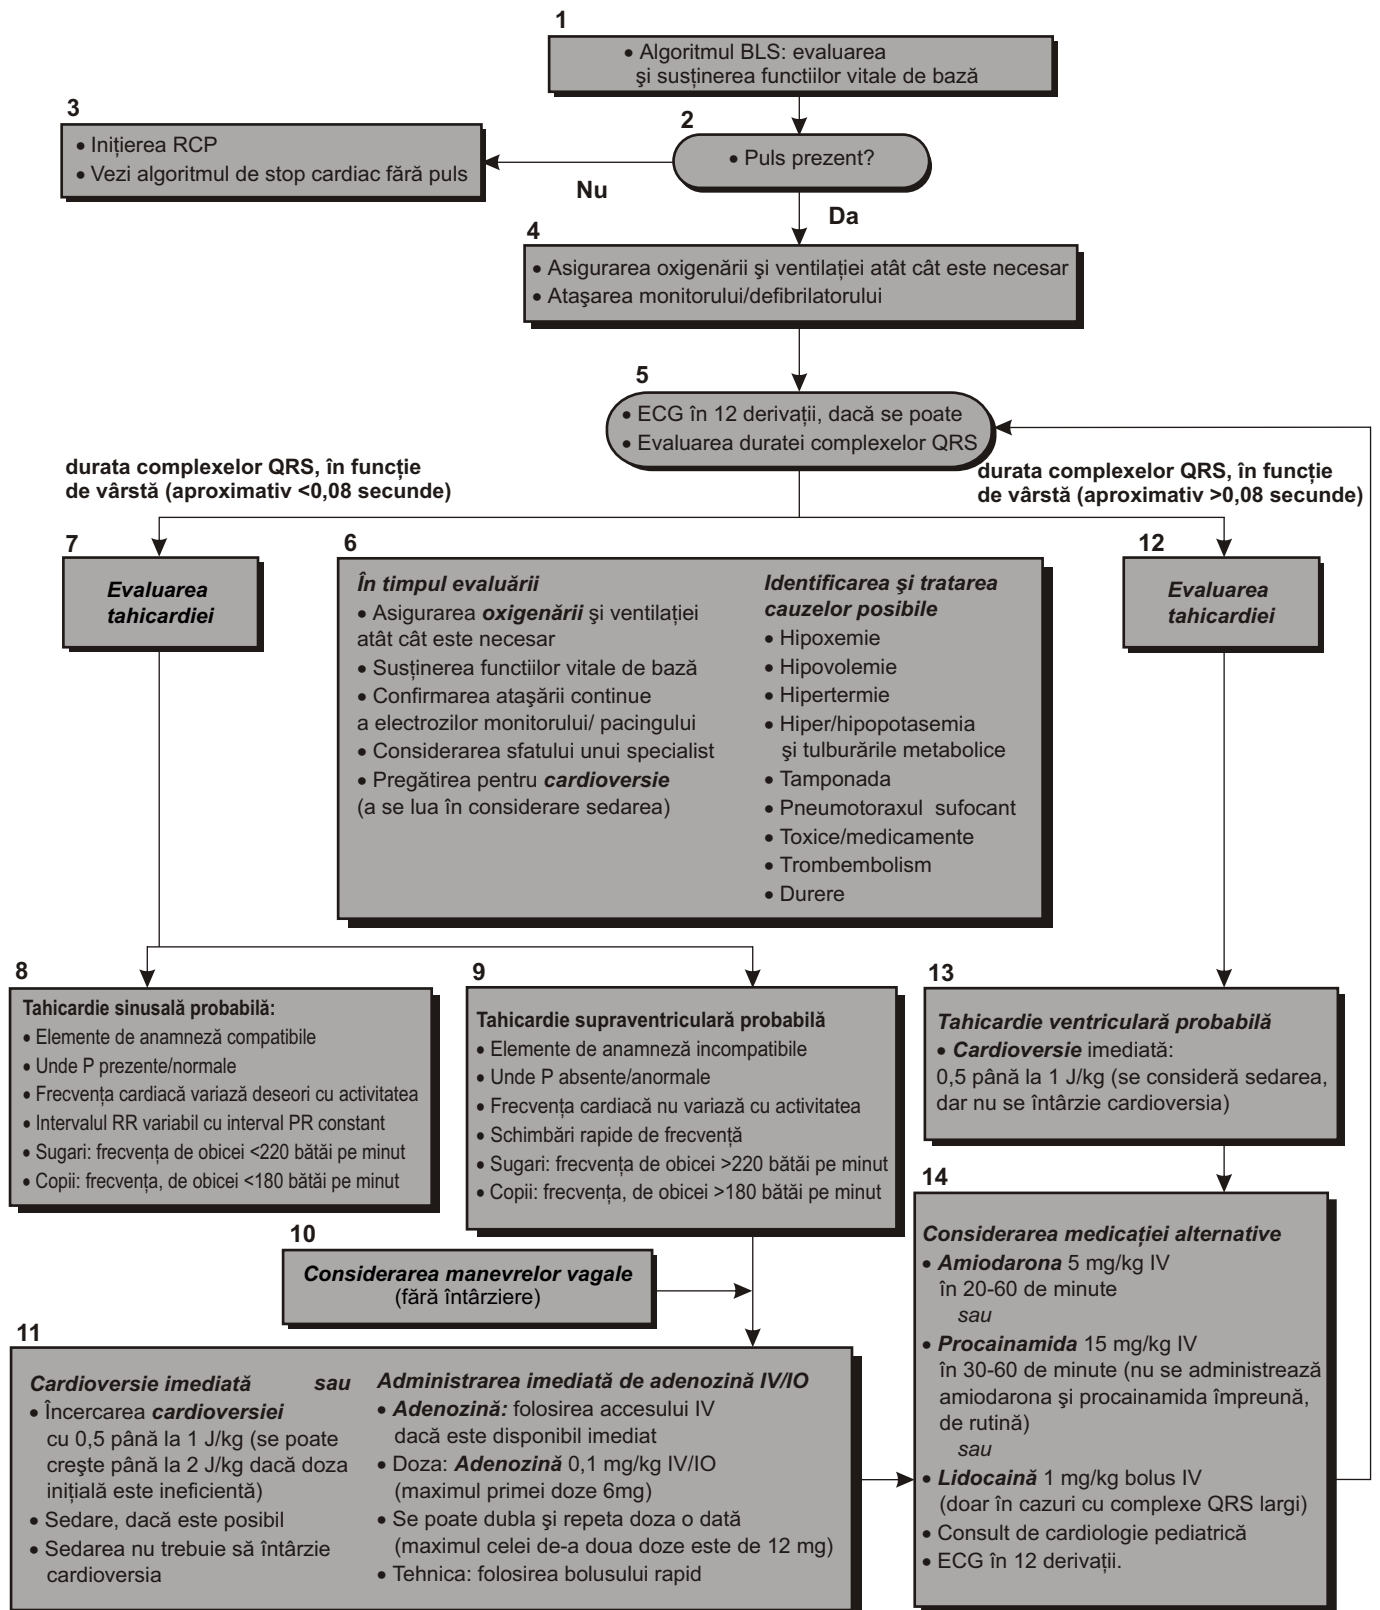 1
• Algoritmul BLS: evaluarea
şi susținerea functiilor vitale de bază
3
• Inițierea RCP
• Vezi algoritmul de stop cardiac fără puls
2
• Puls prezent?
Nu
Da
4
• Asigurarea oxigenării şi ventilației atât cât este necesar
• Ataşarea monitorului/defibrilatorului
5
• ECG în 12 derivații, dacă se poate
• Evaluarea duratei complexelor QRS
durata complexelor QRS, în funcție
de vârstă (aproximativ <0,08 secunde)
durata complexelor QRS, în funcție
de vârstă (aproximativ >0,08 secunde)
7
Evaluarea
tahicardiei
6
În timpul evaluării
• Asigurarea oxigenării şi ventilației
atât cât este necesar
• Susținerea functiilor vitale de bază
• Confirmarea ataşării continue
a electrozilor monitorului/ pacingului
• Considerarea sfatului unui specialist
• Pregătirea pentru cardioversie
(a se lua în considerare sedarea)
Identificarea şi tratarea
cauzelor posibile
• Hipoxemie
• Hipovolemie
• Hipertermie
• Hiper/hipopotasemia
şi tulburările metabolice
• Tamponada
• Pneumotoraxul sufocant
• Toxice/medicamente
• Trombembolism
• Durere
12
Evaluarea
tahicardiei
8
Tahicardie sinusală probabilă:
• Elemente de anamneză compatibile
• Unde P prezente/normale
• Frecvența cardiacă variază deseori cu activitatea
• Intervalul RR variabil cu interval PR constant
• Sugari: frecvența de obicei <220 bătăi pe minut
• Copii: frecvența, de obicei <180 bătăi pe minut
9
Tahicardie supraventriculară probabilă
• Elemente de anamneză incompatibile
• Unde P absente/anormale
• Frecvența cardiacă nu variază cu activitatea
• Schimbări rapide de frecvență
• Sugari: frecvența de obicei >220 bătăi pe minut
• Copii: frecvența, de obicei >180 bătăi pe minut
13
Tahicardie ventriculară probabilă
• Cardioversie imediată:
0,5 până la 1 J/kg (se consideră sedarea,
dar nu se întârzie cardioversia)
10
Considerarea manevrelor vagale
(fără întârziere)
11
Cardioversie imediată sau
• Încercarea cardioversiei
cu 0,5 până la 1 J/kg (se poate
creşte până la 2 J/kg dacă doza
inițială este ineficientă)
• Sedare, dacă este posibil
• Sedarea nu trebuie să întârzie
cardioversia
Administrarea imediată de adenozină IV/IO
• Adenozină: folosirea accesului IV
dacă este disponibil imediat
• Doza: Adenozină 0,1 mg/kg IV/IO
(maximul primei doze 6mg)
• Se poate dubla şi repeta doza o dată
(maximul celei de-a doua doze este de 12 mg)
• Tehnica: folosirea bolusului rapid
14
Considerarea medicației alternative
• Amiodarona 5 mg/kg IV
în 20-60 de minute
sau
• Procainamida 15 mg/kg IV
în 30-60 de minute (nu se administrează
amiodarona şi procainamida împreună,
de rutină)
sau
• Lidocaină 1 mg/kg bolus IV
(doar în cazuri cu complexe QRS largi)
• Consult de cardiologie pediatrică
• ECG în 12 derivații.